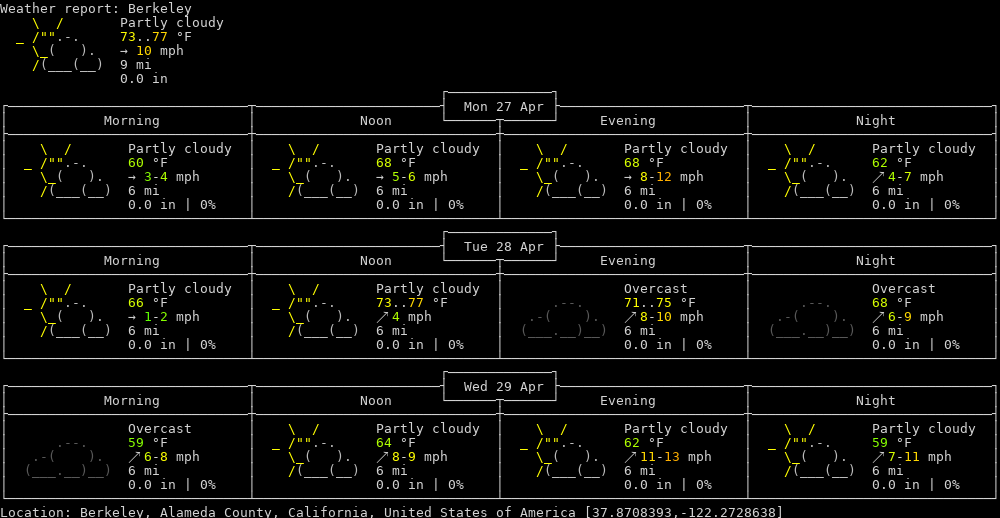 Weather report: Berkeley
Partly cloudy
73..77 °F
→ 10 mph
9 mi
0.0 in
Mon 27 Apr
Morning Noon Evening Night
Partly cloudy Partly cloudy Partly cloudy Partly cloudy
60 °F 68 °F 68 °F 62 °F
→ 3-4 mph → 5-6 mph → 8-12 mph ↗ 4-7 mph
6 mi 6 mi 6 mi 6 mi
0.0 in | 0% 0.0 in | 0% 0.0 in | 0% 0.0 in | 0%
Tue 28 Apr
Morning Noon Evening Night
Partly cloudy Partly cloudy Overcast Overcast
66 °F 73..77 °F 71..75 °F 68 °F
→ 1-2 mph ↗ 4 mph ↗ 8-10 mph ↗ 6-9 mph
6 mi 6 mi 6 mi 6 mi
0.0 in | 0% 0.0 in | 0% 0.0 in | 0% 0.0 in | 0%
Wed 29 Apr
Morning Noon Evening Night
Overcast Partly cloudy Partly cloudy Partly cloudy
59 °F 64 °F 62 °F 59 °F
↗ 6-8 mph ↗ 8-9 mph ↗ 11-13 mph ↗ 7-11 mph
6 mi 6 mi 6 mi 6 mi
0.0 in | 0% 0.0 in | 0% 0.0 in | 0% 0.0 in | 0%
Location: Berkeley, Alameda County, California, United States of America [37.8708393,-122.2728638]